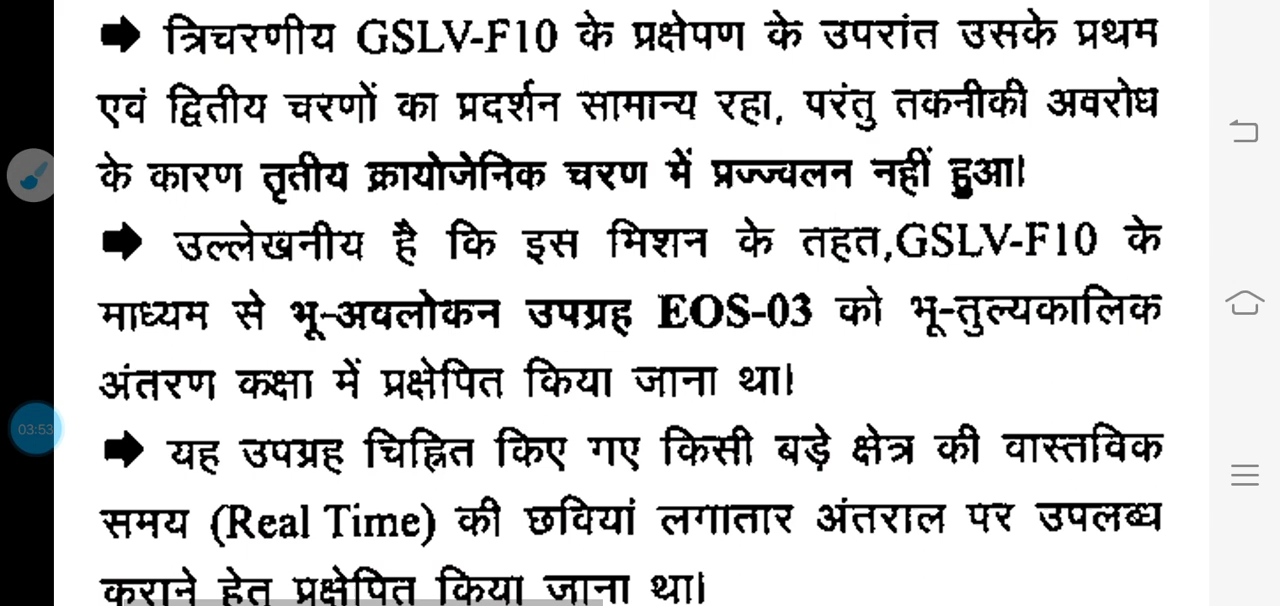 ➡ त्रिचरणीय GSLV-F10 के प्रक्षेपण के उपरांत उसके प्रथम
एवं द्वितीय चरणों का प्रदर्शन सामान्य रहा, परंतु तकनीकी अवरोध
के कारण तृतीय क्रायोजेनिक चरण में प्रज्ज्वलन नहीं हुआ।
➡ उल्लेखनीय है कि इस मिशन के तहत,GSLV-F10 के
माध्यम से भू-अवलोकन उपग्रह EOS-03 को भू-तुल्यकालिक
अंतरण कक्षा में प्रक्षेपित किया जाना था।
➡ यह उपग्रह चिह्नित किए गए किसी बड़े क्षेत्र की वास्तविक
समय (Real Time) की छवियां लगातार अंतराल पर उपलब्ध
कराने हेतु प्रक्षेपित किया जाना था।
03:53